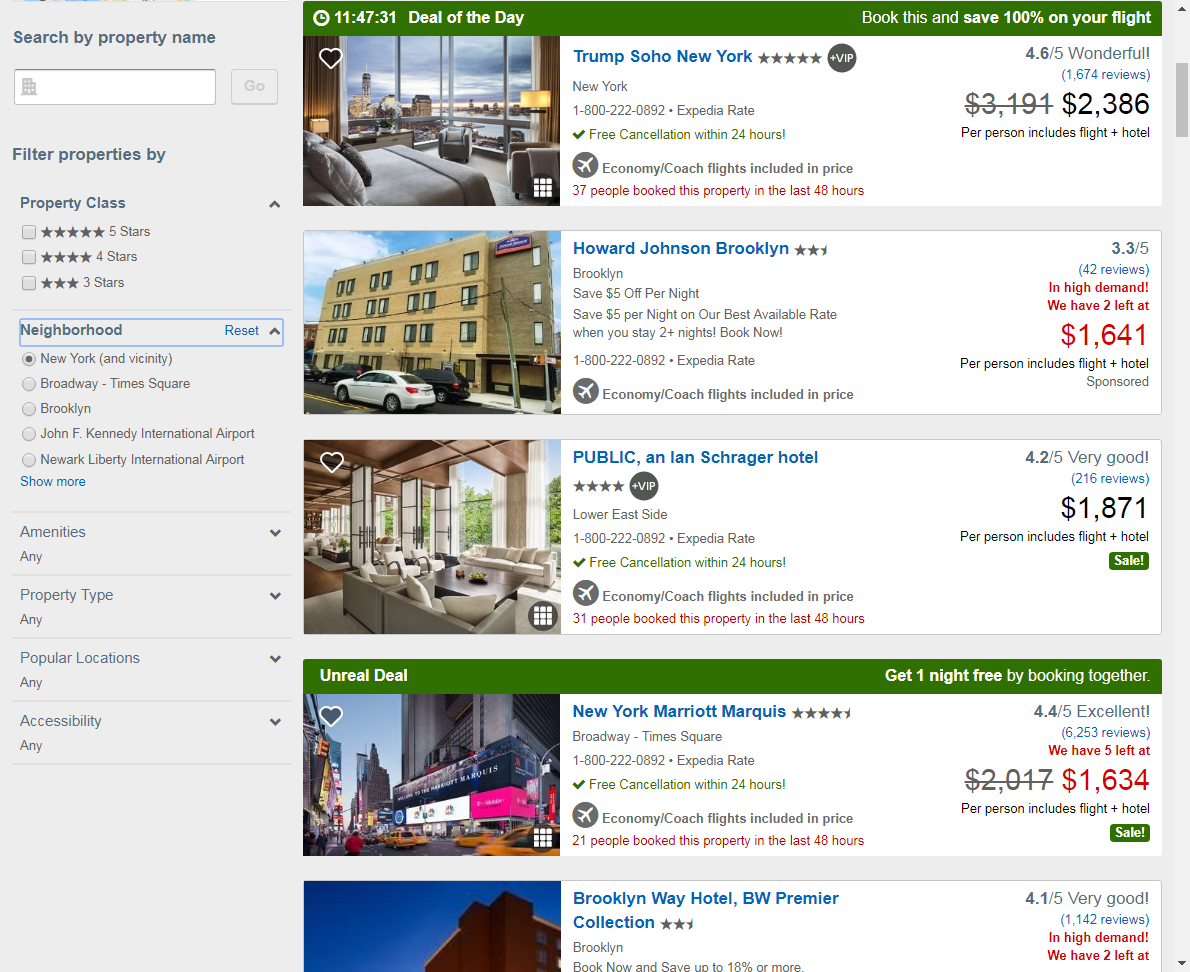 Search by property name
Go
Filter properties by
Property Class
5 Stars
4 Stars
3 Stars
Neighborhood Reset
New York (and vicinity)
Broadway - Times Square
Brooklyn
John F. Kennedy International Airport
Newark Liberty International Airport
Show more
Amenities
Any
Property Type
Any
Popular Locations
Any
Accessibility
Any
11:47:31 Deal of the Day Book this and save 100% on your flight
Trump Soho New York +VIP
New York
1-800-222-0892 • Expedia Rate
Free Cancellation within 24 hours!
Economy/Coach flights included in price
37 people booked this property in the last 48 hours
4.6/5 Wonderful!
(1,674 reviews)
$3,191 $2,386
Per person includes flight + hotel
Howard Johnson Brooklyn
Brooklyn
Save $5 Off Per Night
Save $5 per Night on Our Best Available Rate
when you stay 2+ nights! Book Now!
1-800-222-0892 • Expedia Rate
Economy/Coach flights included in price
3.3/5
(42 reviews)
In high demand!
We have 2 left at
$1,641
Per person includes flight + hotel
Sponsored
PUBLIC, an Ian Schrager hotel
+VIP
Lower East Side
1-800-222-0892 • Expedia Rate
Free Cancellation within 24 hours!
Economy/Coach flights included in price
31 people booked this property in the last 48 hours
4.2/5 Very good!
(216 reviews)
$1,871
Per person includes flight + hotel
Sale!
Unreal Deal Get 1 night free by booking together.
New York Marriott Marquis
Broadway - Times Square
1-800-222-0892 • Expedia Rate
Free Cancellation within 24 hours!
Economy/Coach flights included in price
21 people booked this property in the last 48 hours
WELCOME TO THE MARRIOTT MARQUIS
T-Mobile
4.4/5 Excellent!
(6,253 reviews)
We have 5 left at
$2,017 $1,634
Per person includes flight + hotel
Sale!
Brooklyn Way Hotel, BW Premier
Collection
Brooklyn
Book Now and Save up to 18% or more.
4.1/5 Very good!
(1,142 reviews)
In high demand!
We have 2 left at